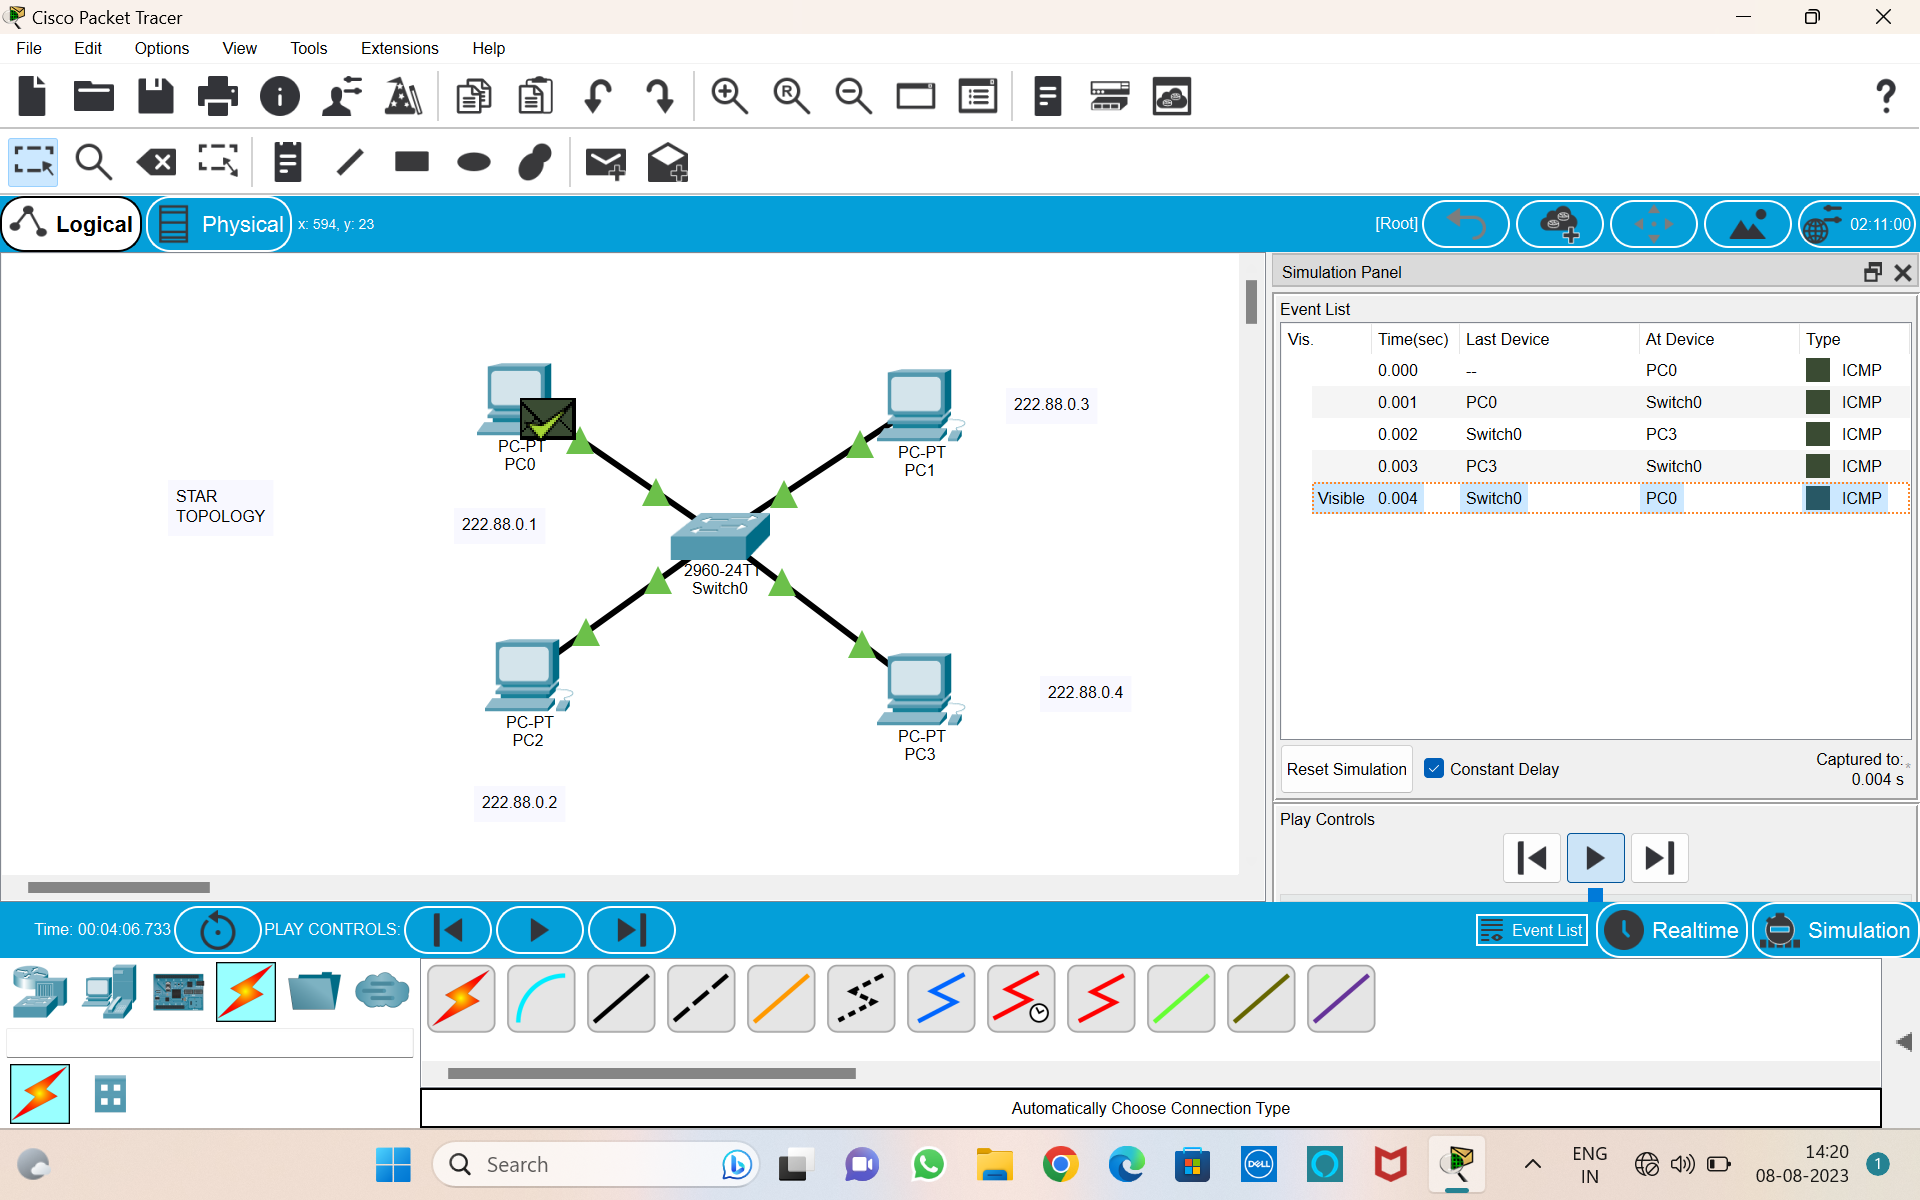 Cisco Packet Tracer
File Edit Options View Tools Extensions Help
Logical Physical x: 594, y: 23 [Root] 02:11:00
Simulation Panel
Event List
Vis. Time(sec) Last Device At Device Type
0.000 -- PC0 ICMP
0.001 PC0 Switch0 ICMP
0.002 Switch0 PC3 ICMP
0.003 PC3 Switch0 ICMP
Visible 0.004 Switch0 PC0 ICMP
Reset Simulation Constant Delay Captured to: *
0.004 s
Play Controls
PC-PT
PC0
PC-PT
PC1
222.88.0.3
STAR
TOPOLOGY
222.88.0.1
2960-24TT
Switch0
PC-PT
PC2
222.88.0.4
PC-PT
PC3
222.88.0.2
Time: 00:04:06.733 PLAY CONTROLS: Event List Realtime Simulation
Automatically Choose Connection Type
Search
DELL
ENG
IN
14:20
08-08-2023
1